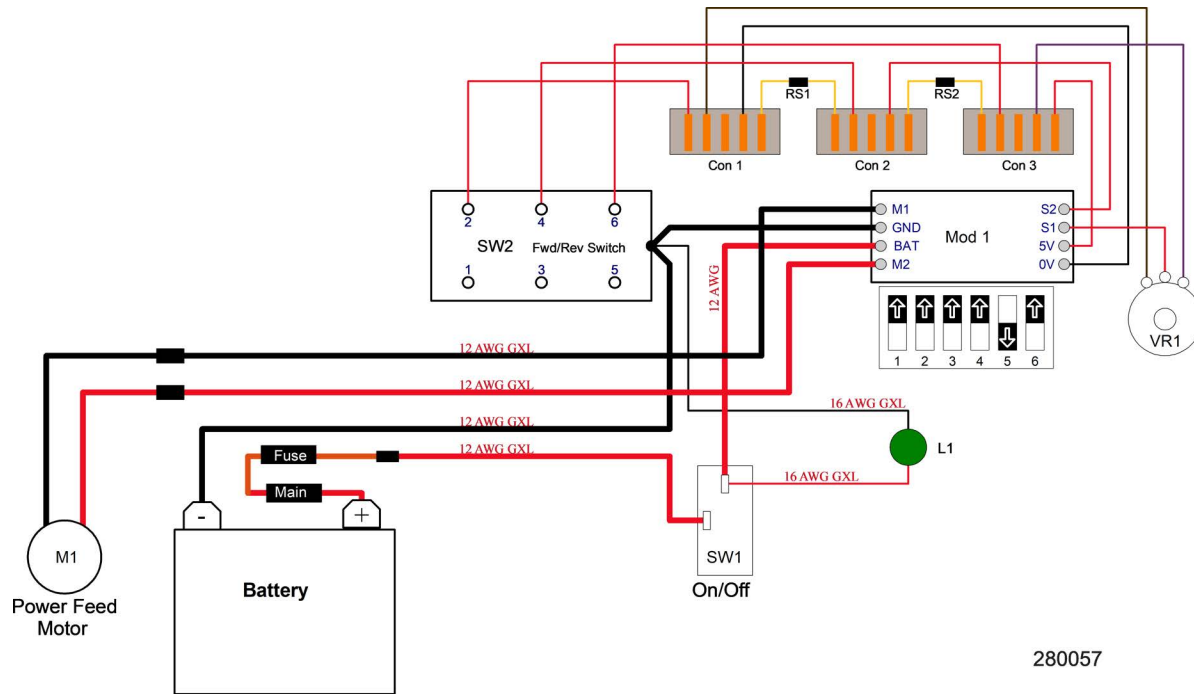 RS1
RS2
Con 1
Con 2
Con 3
2
4
6
SW2
Fwd/Rev Switch
1
3
5
M1
GND
BAT
M2
Mod 1
S2
S1
5V
0V
12 AWG
1
2
3
4
5
6
VR1
12 AWG GXL
12 AWG GXL
12 AWG GXL
12 AWG GXL
16 AWG GXL
16 AWG GXL
L1
Fuse
Main
-
+
Battery
M1
Power Feed
Motor
SW1
On/Off
280057